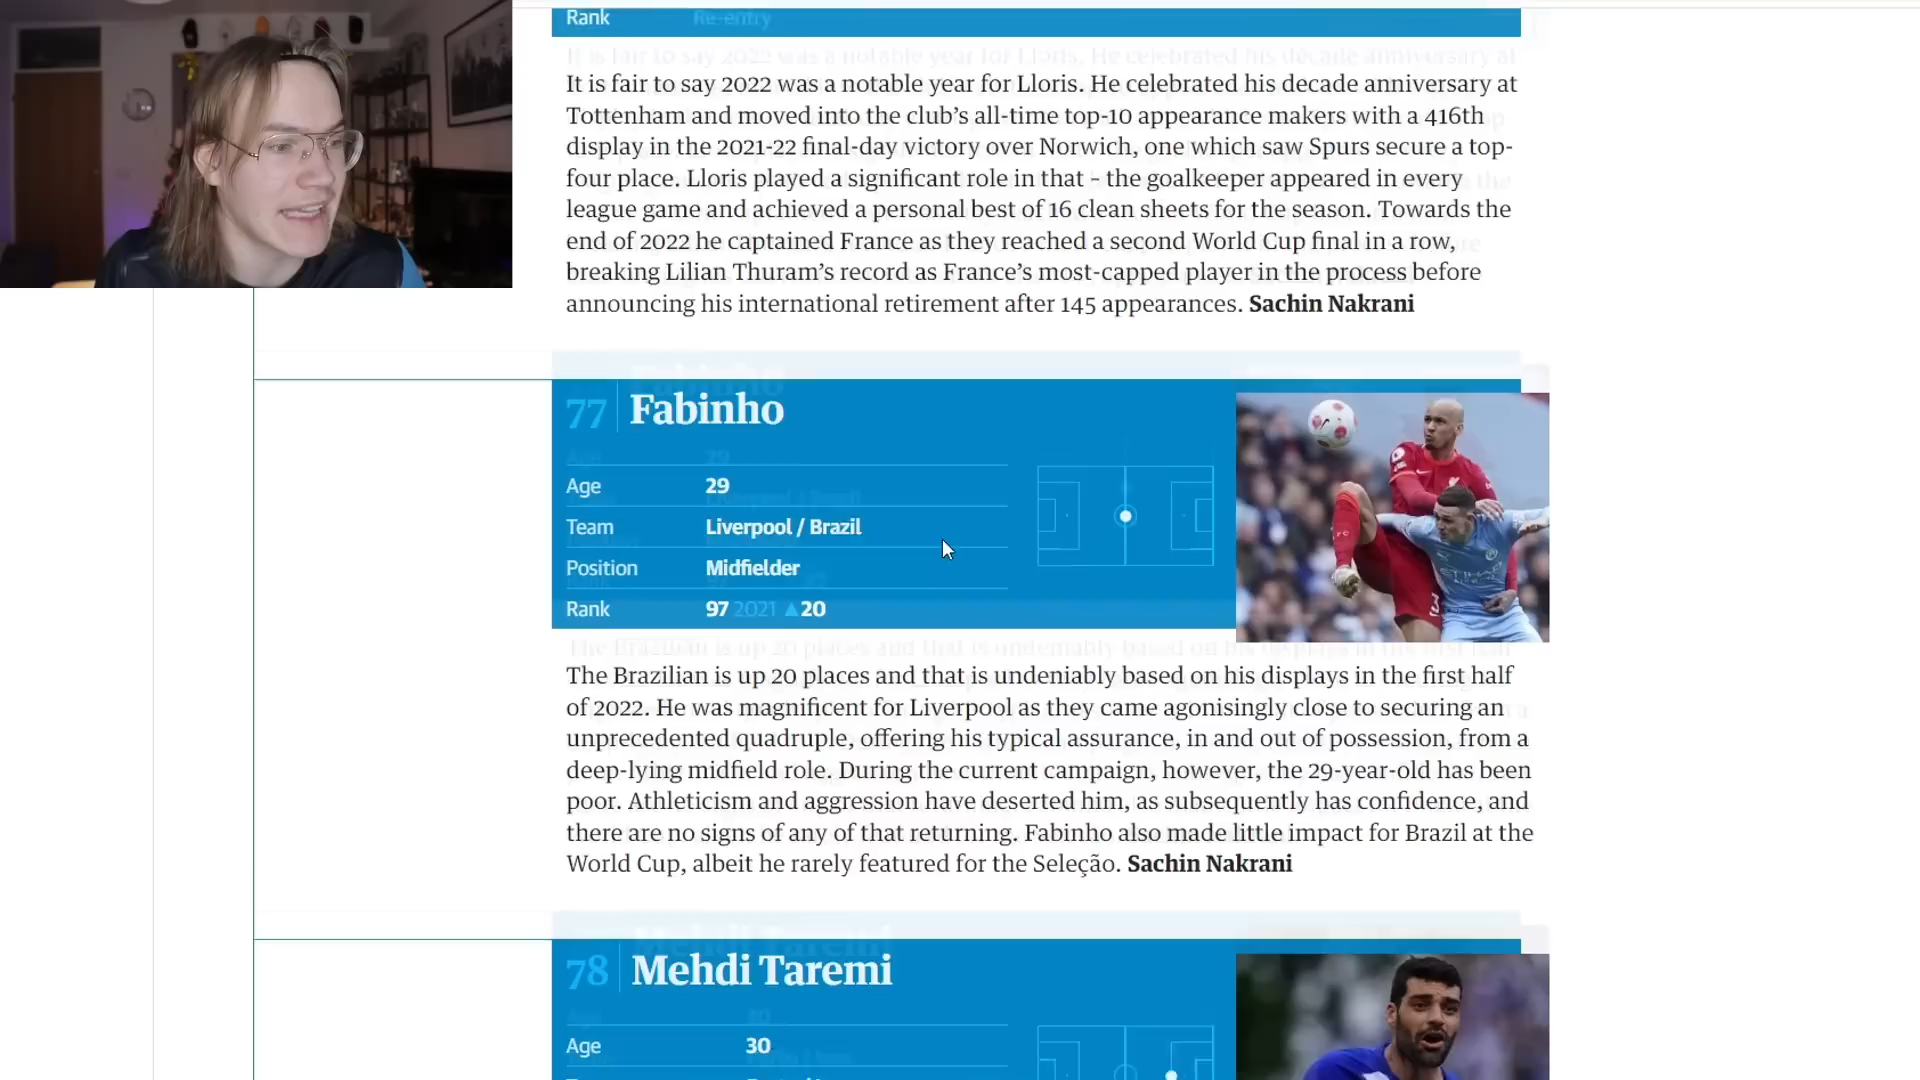 Rank Re-entry
It is fair to say 2022 was a notable year for Lloris. He celebrated his decade anniversary at
Tottenham and moved into the club’s all-time top-10 appearance makers with a 416th
display in the 2021-22 final-day victory over Norwich, one which saw Spurs secure a top-
four place. Lloris played a significant role in that – the goalkeeper appeared in every
league game and achieved a personal best of 16 clean sheets for the season. Towards the
end of 2022 he captained France as they reached a second World Cup final in a row,
breaking Lilian Thuram’s record as France’s most-capped player in the process before
announcing his international retirement after 145 appearances. Sachin Nakrani
77 Fabinho
Age 29
Team Liverpool / Brazil
Position Midfielder
Rank 97 2021 ▲20
The Brazilian is up 20 places and that is undeniably based on his displays in the first half
of 2022. He was magnificent for Liverpool as they came agonisingly close to securing an
unprecedented quadruple, offering his typical assurance, in and out of possession, from a
deep-lying midfield role. During the current campaign, however, the 29-year-old has been
poor. Athleticism and aggression have deserted him, as subsequently has confidence, and
there are no signs of any of that returning. Fabinho also made little impact for Brazil at the
World Cup, albeit he rarely featured for the Seleção. Sachin Nakrani
78 Mehdi Taremi
Age 30